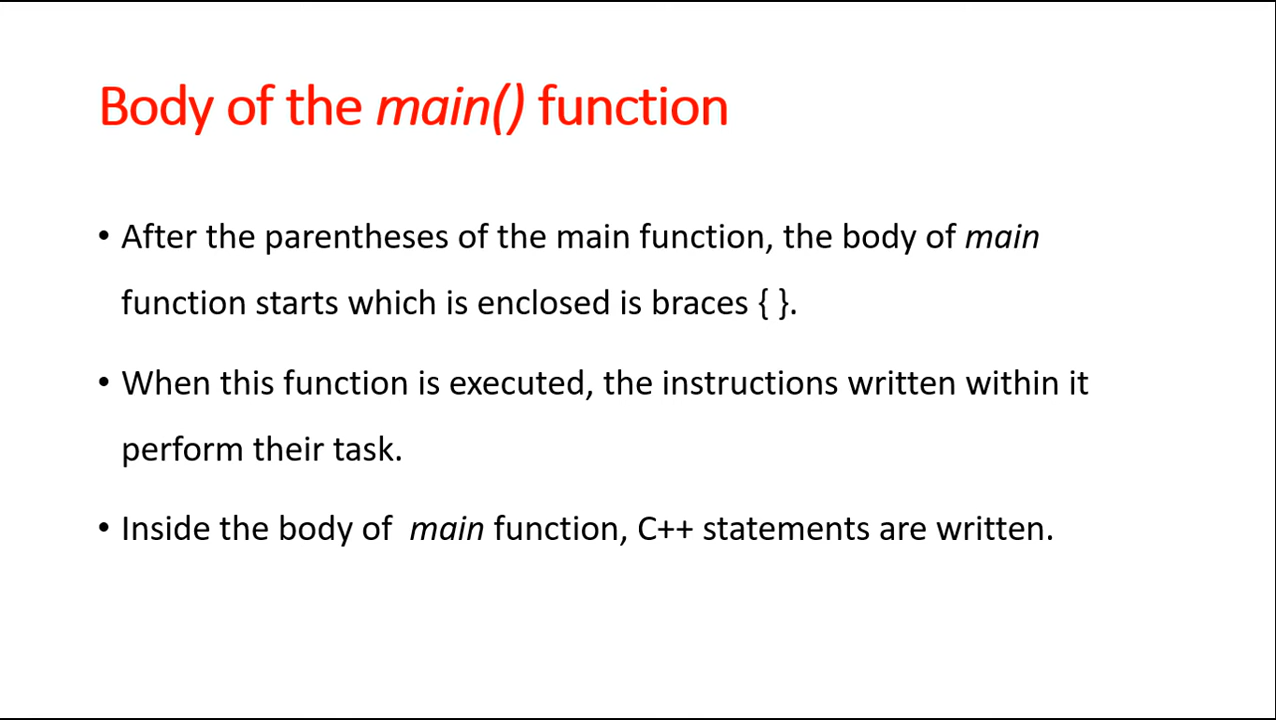 Body of the main() function
• After the parentheses of the main function, the body of main
function starts which is enclosed is braces { }.
• When this function is executed, the instructions written within it
perform their task.
• Inside the body of main function, C++ statements are written.